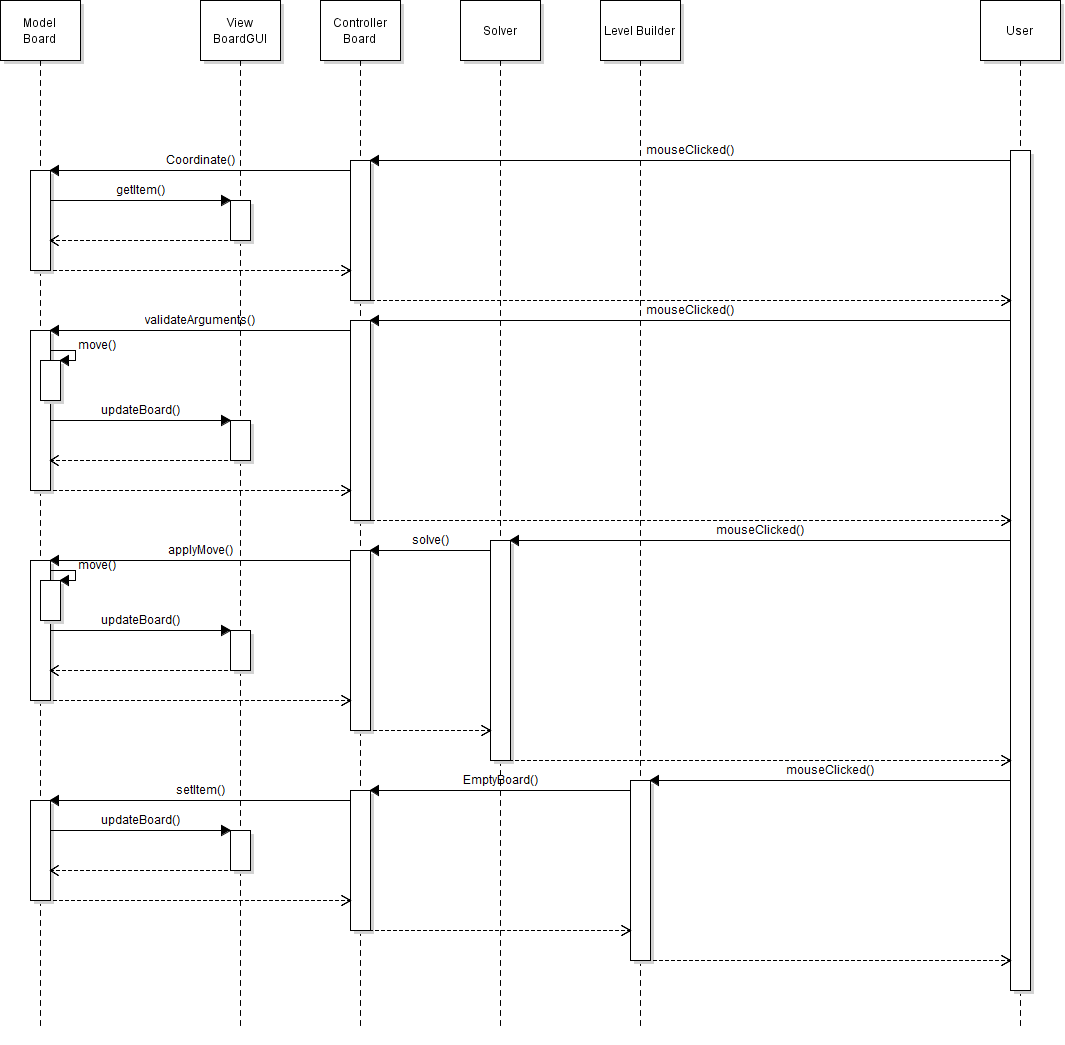 Model
Board
View
BoardGUI
Controller
Board
Solver
Level Builder
User
mouseClicked()
Coordinate()
getItem()
mouseClicked()
validateArguments()
move()
updateBoard()
mouseClicked()
solve()
applyMove()
move()
updateBoard()
mouseClicked()
EmptyBoard()
setItem()
updateBoard()